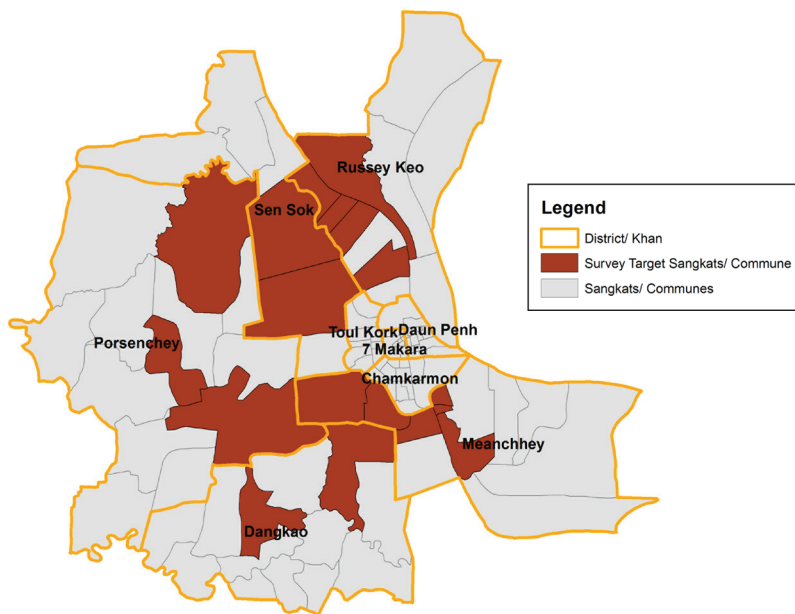 Russey Keo
Sen Sok
Legend
District/ Khan
Survey Target Sangkats/ Commune
Sangkats/ Communes
Toul Kork
Daun Penh
Porsenchey
7 Makara
Chamkarmon
Meanchhey
Dangkao